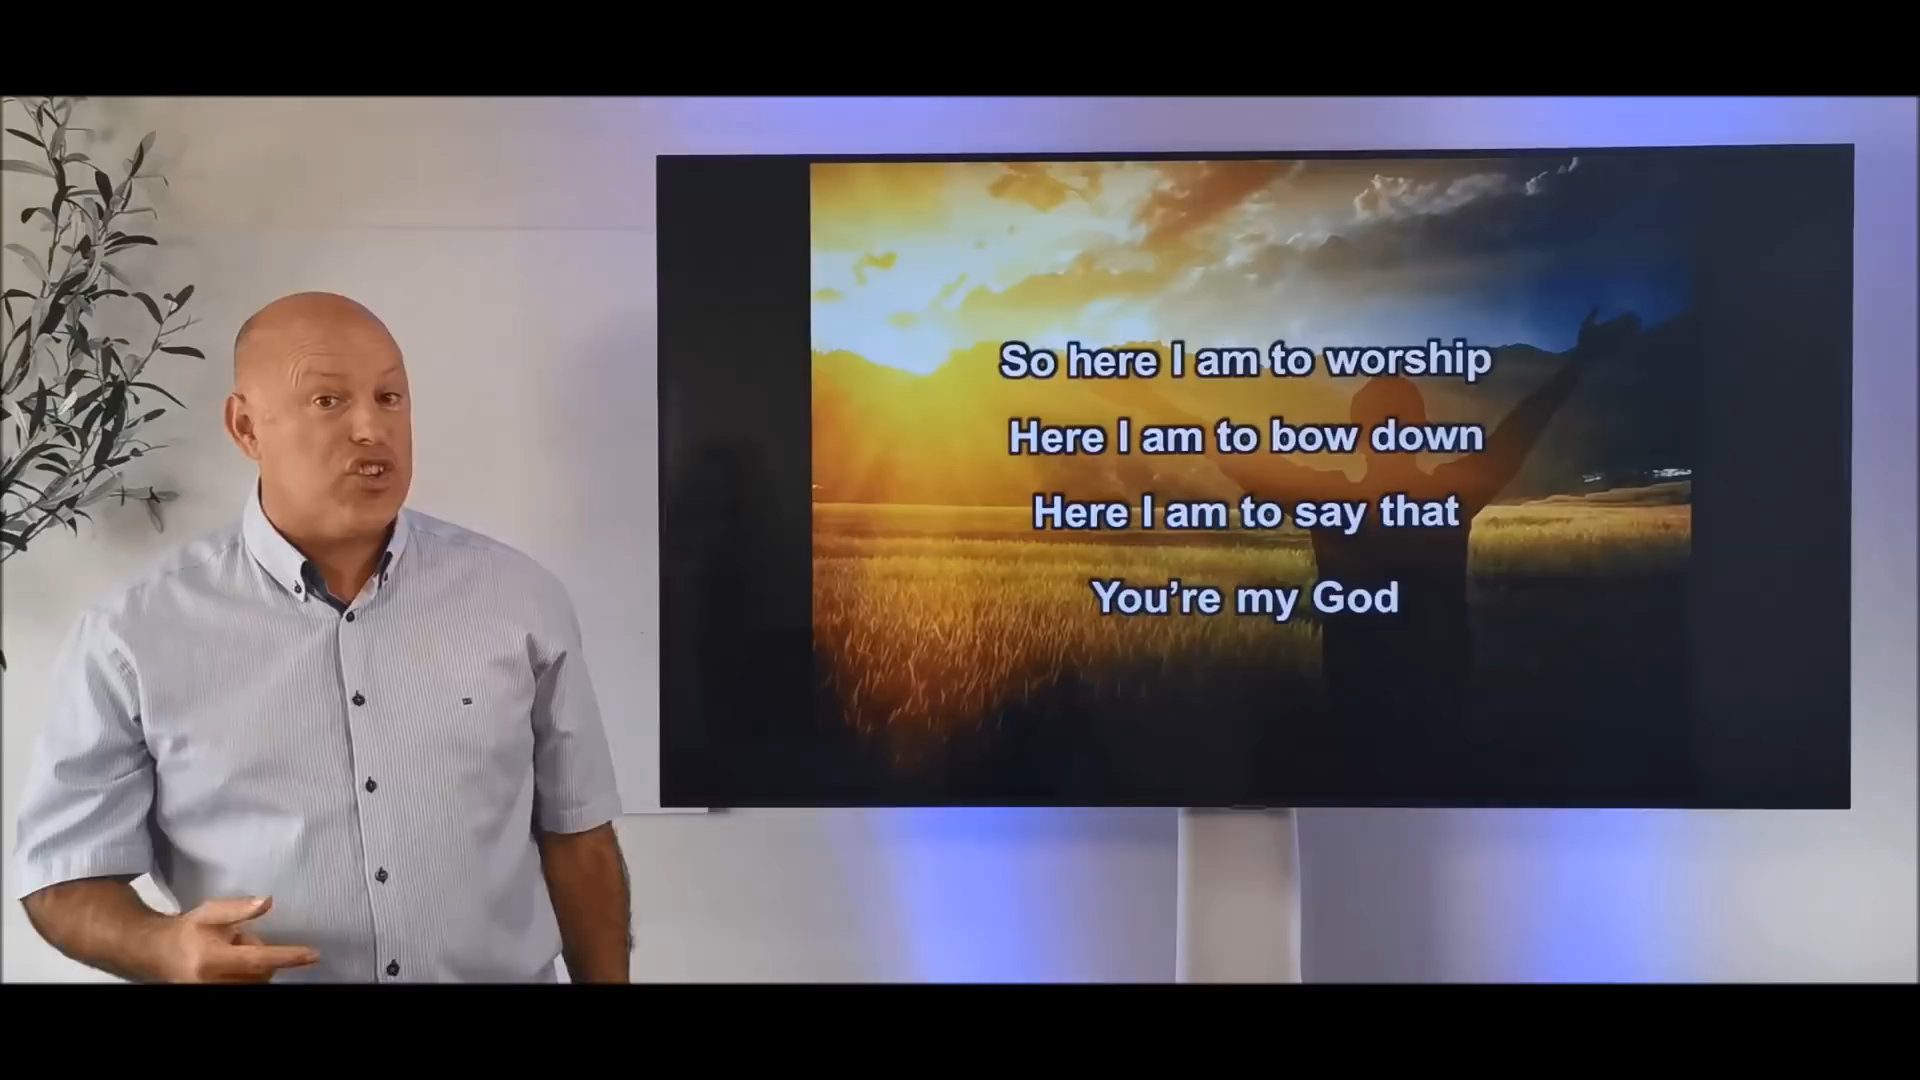 So here I am to worship
Here I am to bow down
Here I am to say that
You’re my God